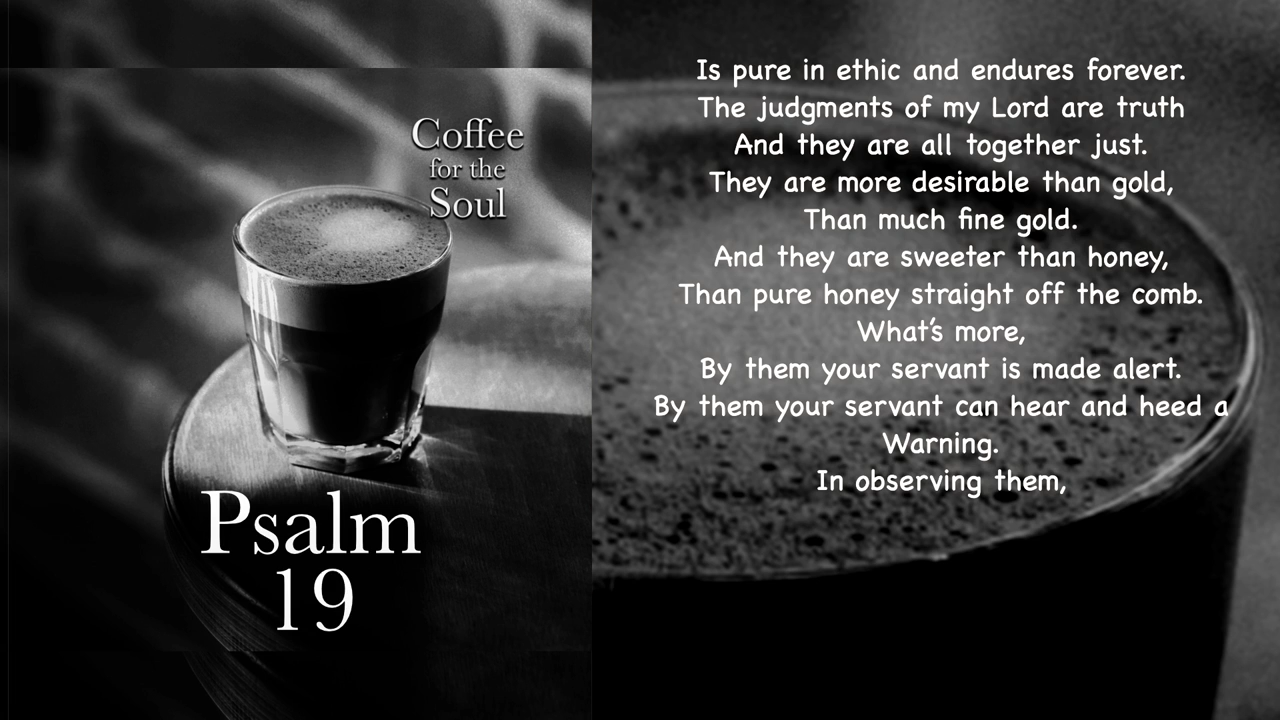 Coffee
for the
Soul
Psalm
19
Is pure in ethic and endures forever.
The judgments of my Lord are truth
And they are all together just.
They are more desirable than gold,
Than much fine gold.
And they are sweeter than honey,
Than pure honey straight off the comb.
What's more,
By them your servant is made alert.
By them your servant can hear and heed a
Warning.
In observing them,